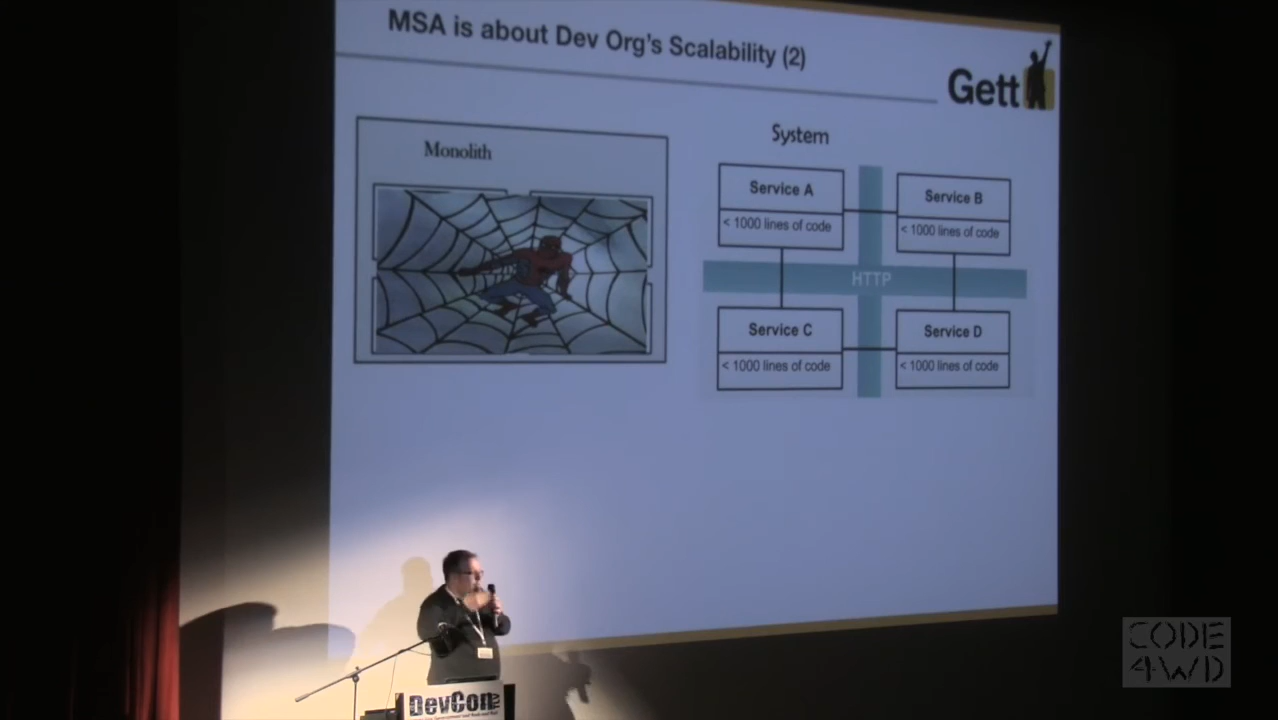 MSA is about Dev Org's Scalability (2)
Gett
Monolith
System
Service A
< 1000 lines of code
Service B
< 1000 lines of code
HTTP
Service C
< 1000 lines of code
Service D
< 1000 lines of code
DevCon
CODE
4WD